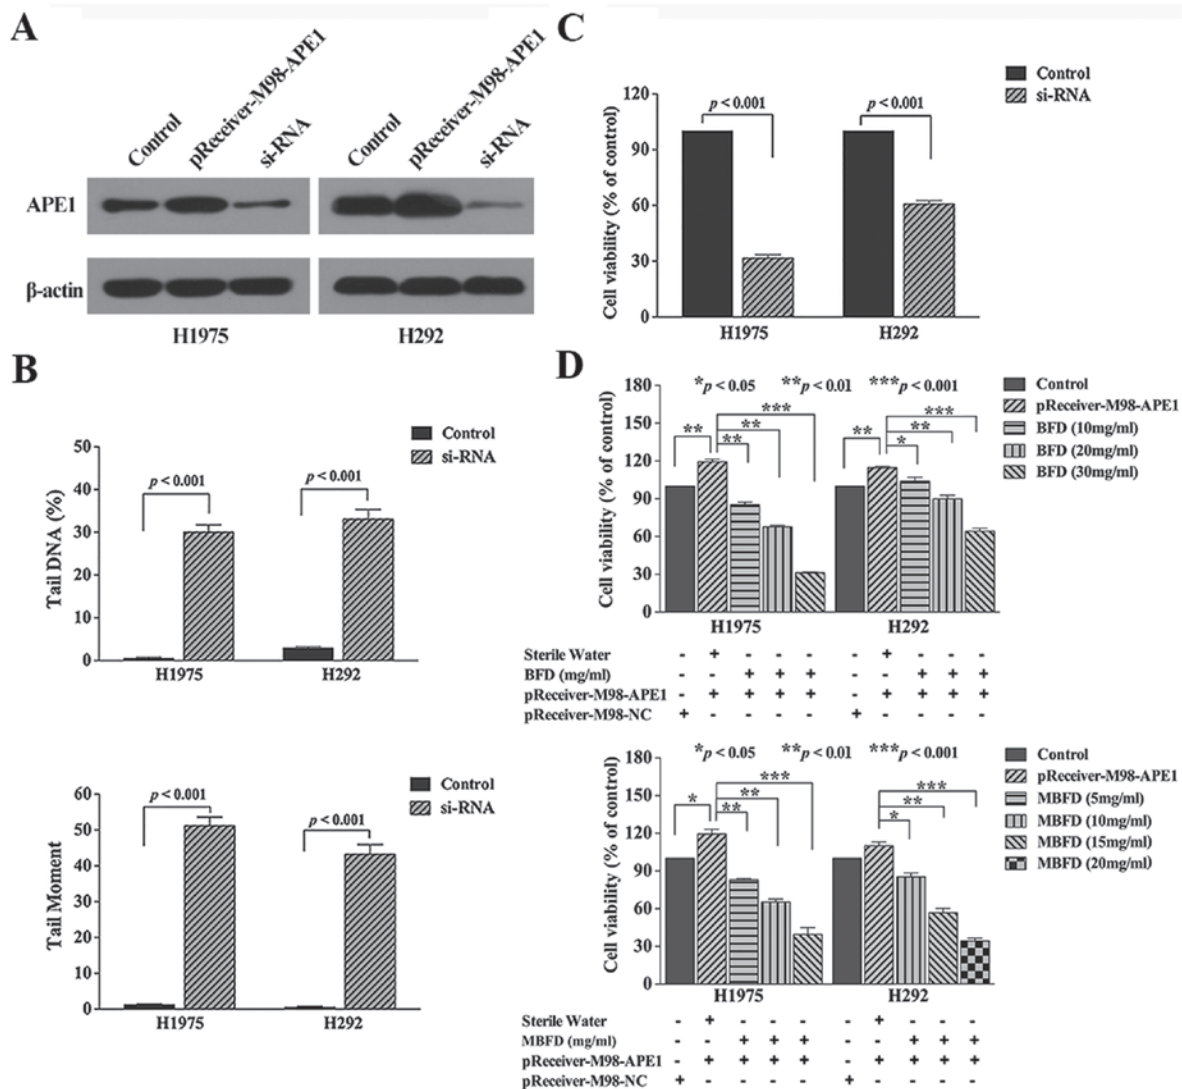 A
Control
pReceiver-M98-APE1
si-RNA
Control
pReceiver-M98-APE1
si-RNA
APE1
β-actin
H1975
H292
B
Control
si-RNA
Tail DNA (%)
50
40
30
20
10
0
p < 0.001
p < 0.001
H1975
H292
Control
si-RNA
Tail Moment
60
50
40
30
20
10
0
p < 0.001
p < 0.001
H1975
H292
C
Control
si-RNA
Cell viability (% of control)
120
90
60
30
0
p < 0.001
p < 0.001
H1975
H292
D
*p < 0.05 **p < 0.01 ***p < 0.001
Control
pReceiver-M98-APE1
BFD (10mg/ml)
BFD (20mg/ml)
BFD (30mg/ml)
Cell viability (% of control)
180
150
120
90
60
30
0
** ** ** ***
** * ** ***
H1975
H292
Sterile Water - + - - - - + - - -
BFD (mg/ml) - - + + + - - + + +
pReceiver-M98-APE1 - + + + + - + + + +
pReceiver-M98-NC + - - - - + - - - -
*p < 0.05 **p < 0.01 ***p < 0.001
Control
pReceiver-M98-APE1
MBFD (5mg/ml)
MBFD (10mg/ml)
MBFD (15mg/ml)
MBFD (20mg/ml)
Cell viability (% of control)
180
150
120
90
60
30
0
* ** ** ***
* ** ***
H1975
H292
Sterile Water - + - - - - + - - -
MBFD (mg/ml) - - + + + - - + + +
pReceiver-M98-APE1 - + + + + - + + + +
pReceiver-M98-NC + - - - - + - - - -